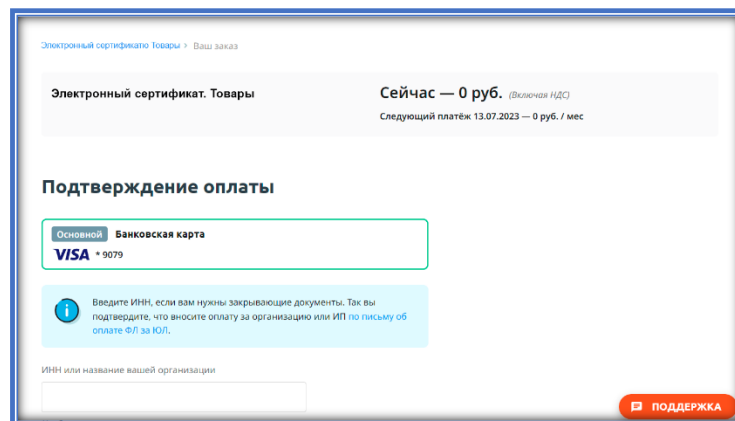 Электронный сертификатю Товары > Ваш заказ
Электронный сертификат. Товары
Сейчас — 0 руб. (Включая НДС)
Следующий платёж 13.07.2023 — 0 руб. / мес
Подтверждение оплаты
Основной Банковская карта
VISA * 9079
Введите ИНН, если вам нужны закрывающие документы. Так вы
подтвердите, что вносите оплату за организацию или ИП по письму об
оплате ФЛ за ЮЛ.
ИНН или название вашей организации
ПОДДЕРЖКА